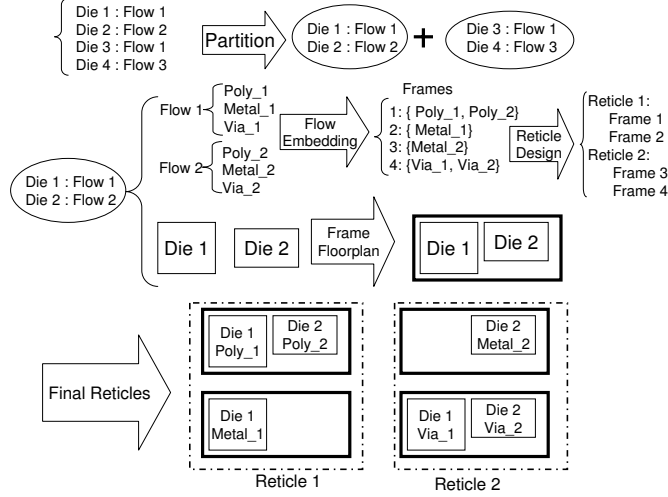 Die 1 : Flow 1
Die 2 : Flow 2
Die 3 : Flow 1
Die 4 : Flow 3
Partition
Die 1 : Flow 1
Die 2 : Flow 2
+
Die 3 : Flow 1
Die 4 : Flow 3
Die 1 : Flow 1
Die 2 : Flow 2
Flow 1
Poly_1
Metal_1
Via_1
Flow 2
Poly_2
Metal_2
Via_2
Flow
Embedding
Frames
1: { Poly_1, Poly_2}
2: { Metal_1}
3: {Metal_2}
4: {Via_1, Via_2}
Reticle
Design
Reticle 1:
Frame 1
Frame 2
Reticle 2:
Frame 3
Frame 4
Die 1
Die 2
Frame
Floorplan
Die 1
Die 2
Final Reticles
Die 1
Poly_1
Die 2
Poly_2
Die 1
Metal_1
Reticle 1
Die 2
Metal_2
Die 1
Via_1
Die 2
Via_2
Reticle 2